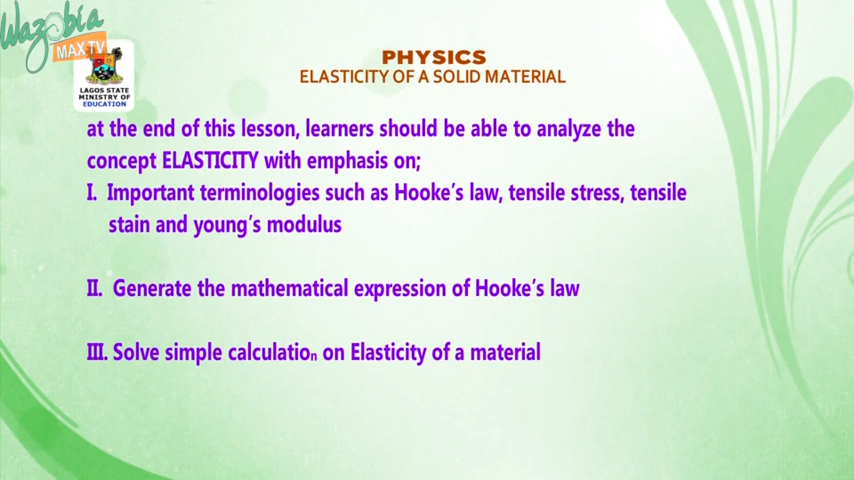 Wazobia
MAX TV
LAGOS STATE
MINISTRY OF
EDUCATION
PHYSICS
ELASTICITY OF A SOLID MATERIAL
at the end of this lesson, learners should be able to analyze the
concept ELASTICITY with emphasis on;
I. Important terminologies such as Hooke's law, tensile stress, tensile
stain and young's modulus
II. Generate the mathematical expression of Hooke's law
III. Solve simple calculation on Elasticity of a material